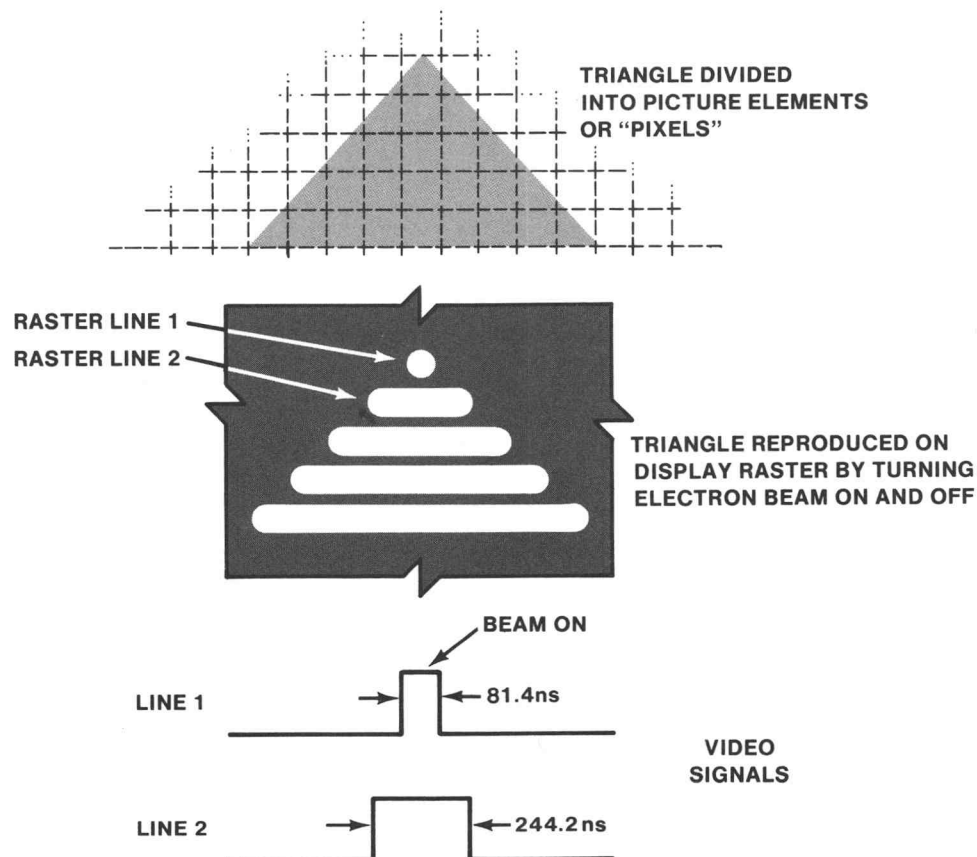 TRIANGLE DIVIDED
INTO PICTURE ELEMENTS
OR “PIXELS”
RASTER LINE 1
RASTER LINE 2
TRIANGLE REPRODUCED ON
DISPLAY RASTER BY TURNING
ELECTRON BEAM ON AND OFF
BEAM ON
LINE 1
81.4ns
VIDEO
SIGNALS
LINE 2
244.2ns